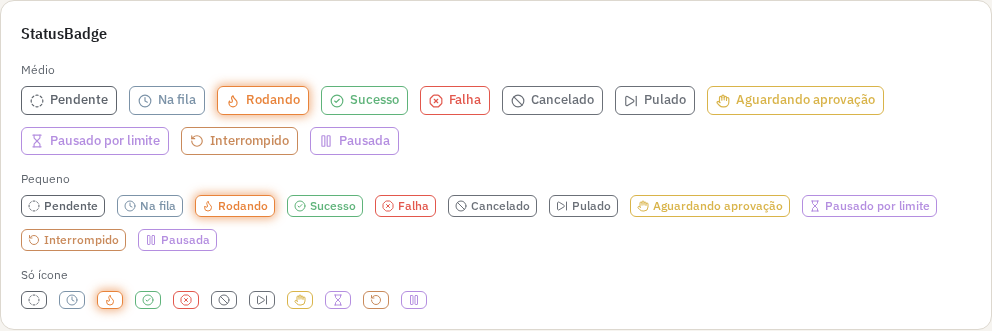 StatusBadge
Médio
Pendente Na fila Rodando Sucesso Falha Cancelado Pulado Aguardando aprovação
Pausado por limite Interrompido Pausada
Pequeno
Pendente Na fila Rodando Sucesso Falha Cancelado Pulado Aguardando aprovação Pausado por limite
Interrompido Pausada
Só ícone